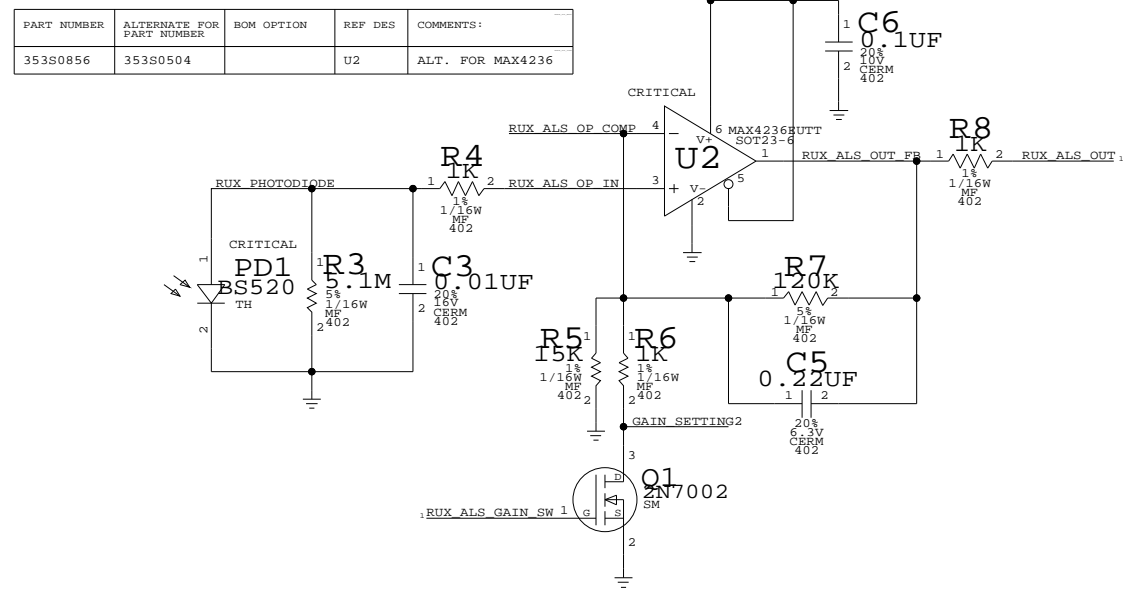 PART NUMBER ALTERNATE FOR PART NUMBER BOM OPTION REF DES COMMENTS:
353S0856 353S0504 U2 ALT. FOR MAX4236
1 C6
0.1UF
20%
10V
2 CERM
402
CRITICAL
RUX_ALS_OP_COMP 4
6 MAX4236EUTT
V+ SOT23-6
U2
1 RUX_ALS_OUT_FB
1 R8 2
1K
1%
1/16W
MF
402
RUX_ALS_OUT 1
5
V-
2
RUX_PHOTODIODE
1 R4 2
1K
1%
1/16W
MF
402
RUX_ALS_OP_IN 3
CRITICAL
1
PD1
BS520
TH
2
1 R3
5.1M
5%
1/16W
MF
2 402
1 C3
0.01UF
20%
16V
2 CERM
402
R7
1 120K 2
5%
1/16W
MF
402
R5 1
15K
1%
1/16W
MF
402 2
1 R6
1K
1%
1/16W
MF
2 402
C5
0.22UF
1 2
20%
6.3V
CERM
402
GAIN_SETTING2
3
D
Q1
2N7002
SM
1 RUX_ALS_GAIN_SW 1 G S
2